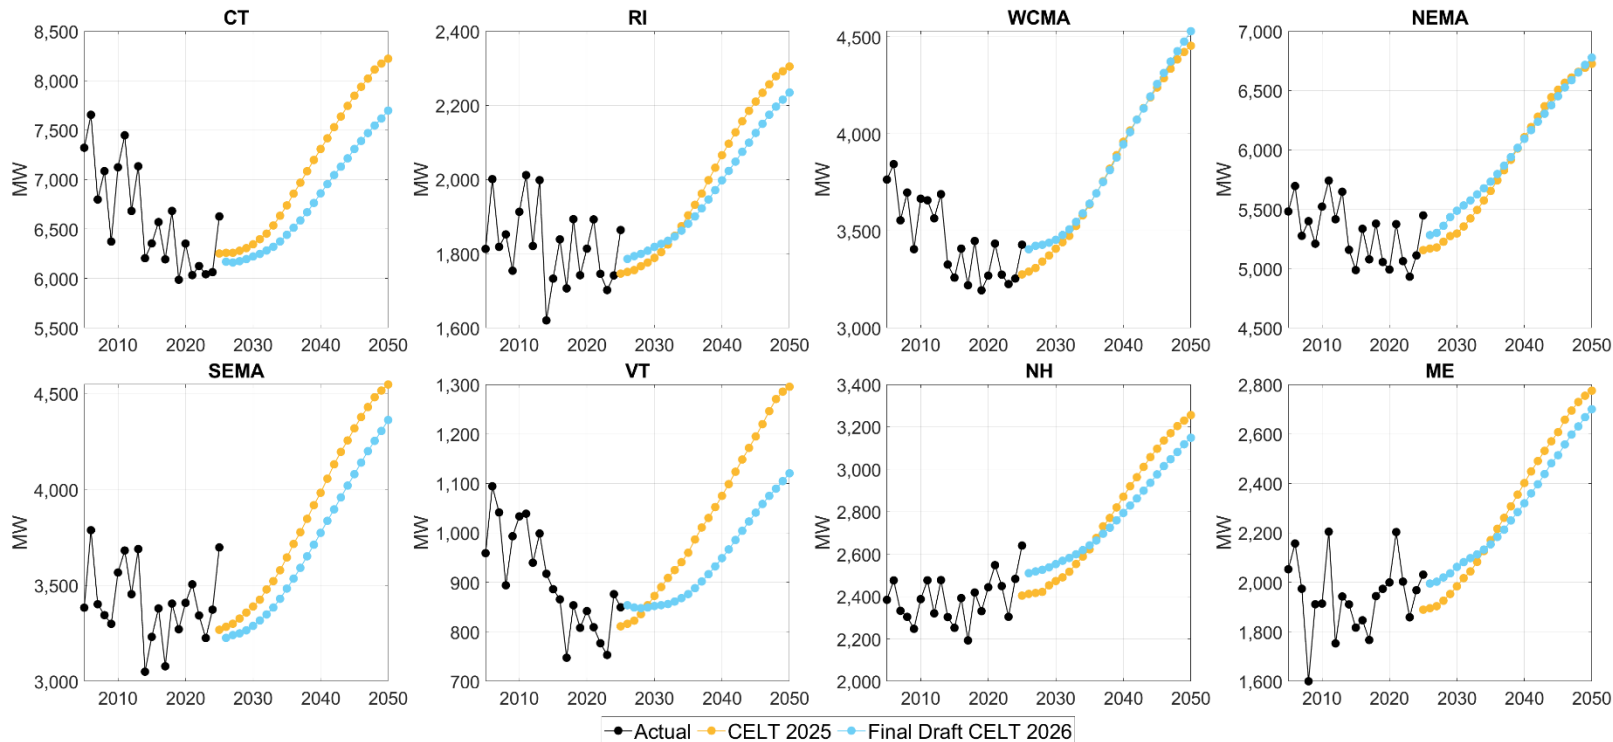 CT
RI
WCMA
NEMA
8,500
8,000
7,500
7,000
6,500
6,000
5,500
MW
2010 2020 2030 2040 2050
2,400
2,200
2,000
1,800
1,600
MW
2010 2020 2030 2040 2050
4,500
4,000
3,500
3,000
MW
2010 2020 2030 2040 2050
7,000
6,500
6,000
5,500
5,000
4,500
MW
2010 2020 2030 2040 2050
SEMA
VT
NH
ME
4,500
4,000
3,500
3,000
MW
2010 2020 2030 2040 2050
1,300
1,200
1,100
1,000
900
800
700
MW
2010 2020 2030 2040 2050
3,400
3,200
3,000
2,800
2,600
2,400
2,200
2,000
MW
2010 2020 2030 2040 2050
2,800
2,600
2,400
2,200
2,000
1,800
1,600
MW
2010 2020 2030 2040 2050
Actual CELT 2025 Final Draft CELT 2026